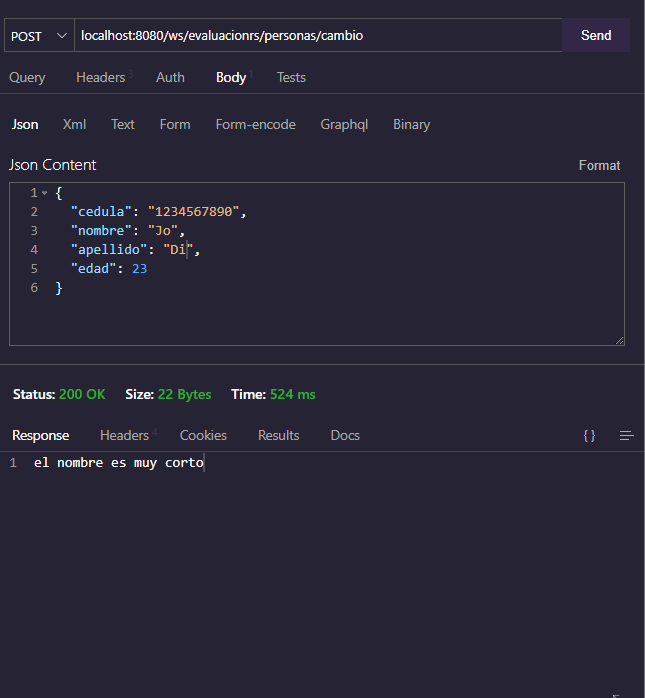 POST localhost:8080/ws/evaluacionrs/personas/cambio Send
Query Headers 3 Auth Body 1 Tests
Json Xml Text Form Form-encode Graphql Binary
Json Content Format
1 {
2 "cedula": "1234567890",
3 "nombre": "Jo",
4 "apellido": "Di",
5 "edad": 23
6 }
Status: 200 OK Size: 22 Bytes Time: 524 ms
Response Headers 4 Cookies Results Docs {}
1 el nombre es muy corto